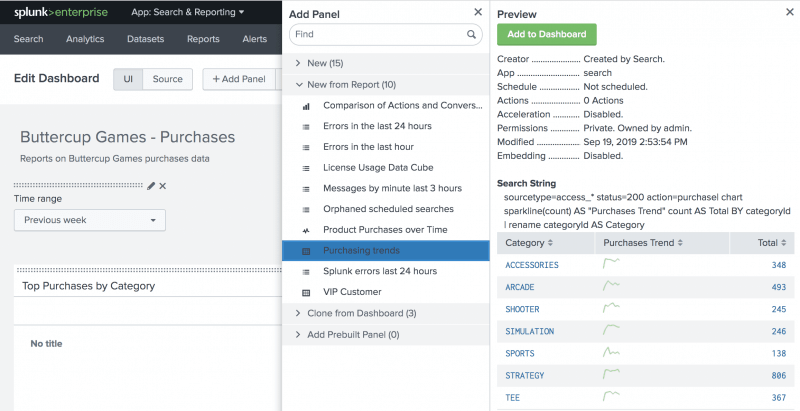 splunk>enterprise
App: Search & Reporting
Search
Analytics
Datasets
Reports
Alerts
Edit Dashboard
UI
Source
+ Add Panel
Buttercup Games - Purchases
Reports on Buttercup Games purchases data
Time range
Previous week
Top Purchases by Category
No title
Add Panel
Find
New (15)
New from Report (10)
Comparison of Actions and Convers...
Errors in the last 24 hours
Errors in the last hour
License Usage Data Cube
Messages by minute last 3 hours
Orphaned scheduled searches
Product Purchases over Time
Purchasing trends
Splunk errors last 24 hours
VIP Customer
Clone from Dashboard (3)
Add Prebuilt Panel (0)
Preview
Add to Dashboard
Creator ...................... Created by Search.
App ........................... search
Schedule ................... Not scheduled.
Actions ..................... 0 Actions
Acceleration ............. Disabled.
Permissions ............. Private. Owned by admin.
Modified ................... Sep 19, 2019 2:53:54 PM
Embedding ............... Disabled.
Search String
sourcetype=access_* status=200 action=purchase| chart
sparkline(count) AS "Purchases Trend" count AS Total BY categoryId
| rename categoryId AS Category
Category Purchases Trend Total
ACCESSORIES 348
ARCADE 493
SHOOTER 245
SIMULATION 246
SPORTS 138
STRATEGY 806
TEE 367